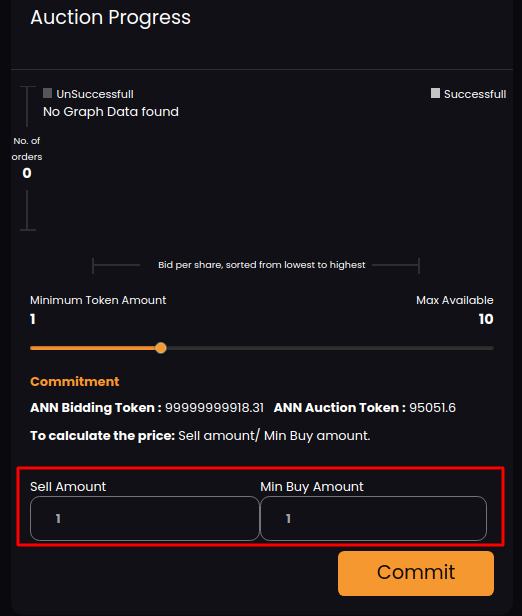 Auction Progress
UnSuccessfull
Successfull
No Graph Data found
No. of
orders
0
Bid per share, sorted from lowest to highest
Minimum Token Amount
Max Available
1
10
Commitment
ANN Bidding Token : 99999999918.31 ANN Auction Token : 95051.6
To calculate the price: Sell amount/ Min Buy amount.
Sell Amount
Min Buy Amount
1
1
Commit